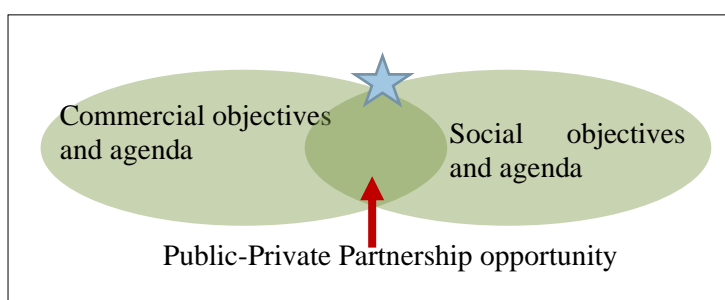 Commercial objectives
and agenda
Social objectives
and agenda
Public-Private Partnership opportunity